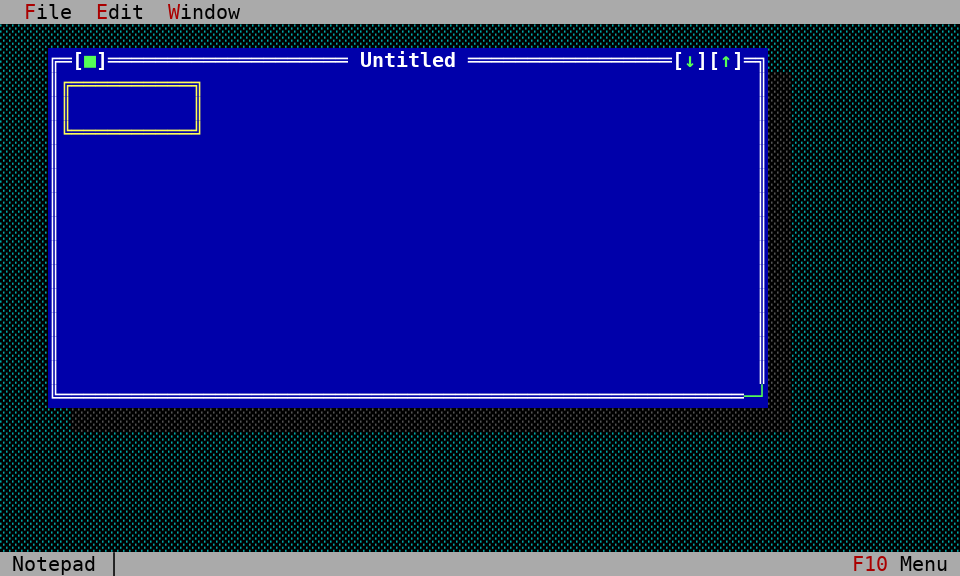 File  Edit  Window
[■] Untitled [↓][↑]
Notepad │ F10 Menu